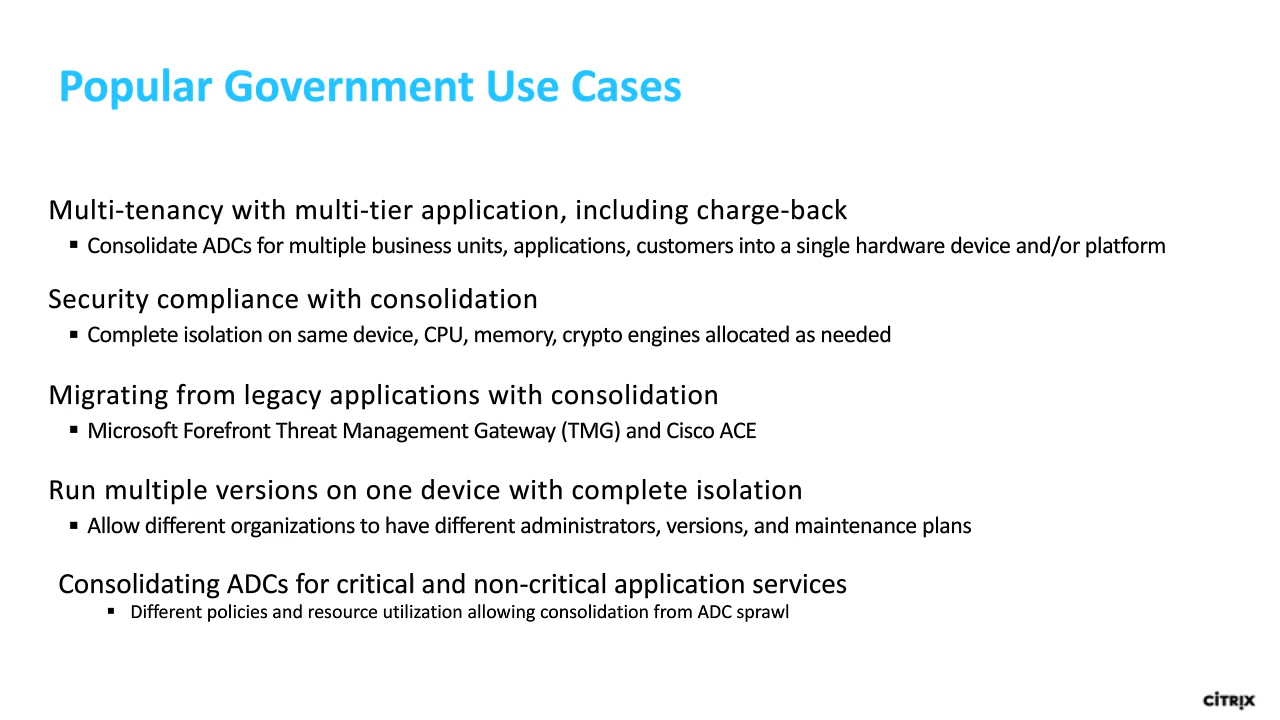 Popular Government Use Cases
Multi-tenancy with multi-tier application, including charge-back
▪ Consolidate ADCs for multiple business units, applications, customers into a single hardware device and/or platform
Security compliance with consolidation
▪ Complete isolation on same device, CPU, memory, crypto engines allocated as needed
Migrating from legacy applications with consolidation
▪ Microsoft Forefront Threat Management Gateway (TMG) and Cisco ACE
Run multiple versions on one device with complete isolation
▪ Allow different organizations to have different administrators, versions, and maintenance plans
Consolidating ADCs for critical and non-critical application services
▪ Different policies and resource utilization allowing consolidation from ADC sprawl
CİTRIX